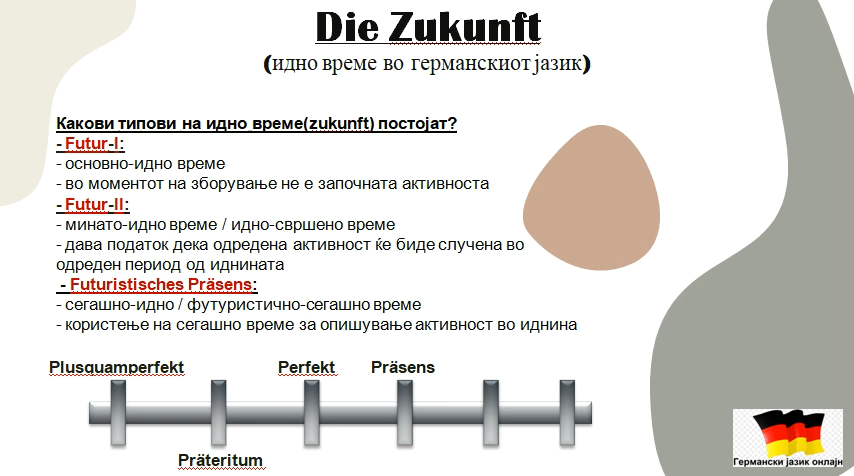 Die Zukunft
(идно време во германскиот јазик)
Какови типови на идно време(zukunft) постојат?
- Futur-I:
- основно-идно време
- во моментот на зборување не е започната активноста
- Futur-II:
- минато-идно време / идно-свршено време
- дава податок дека одредена активност ќе биде случена во
одреден период од иднината
- Futuristisches Präsens:
- сегашно-идно / футуристично-сегашно време
- користење на сегашно време за опишување активност во иднина
Plusquamperfekt Perfekt Präsens
Präteritum
Германски јазик онлајн